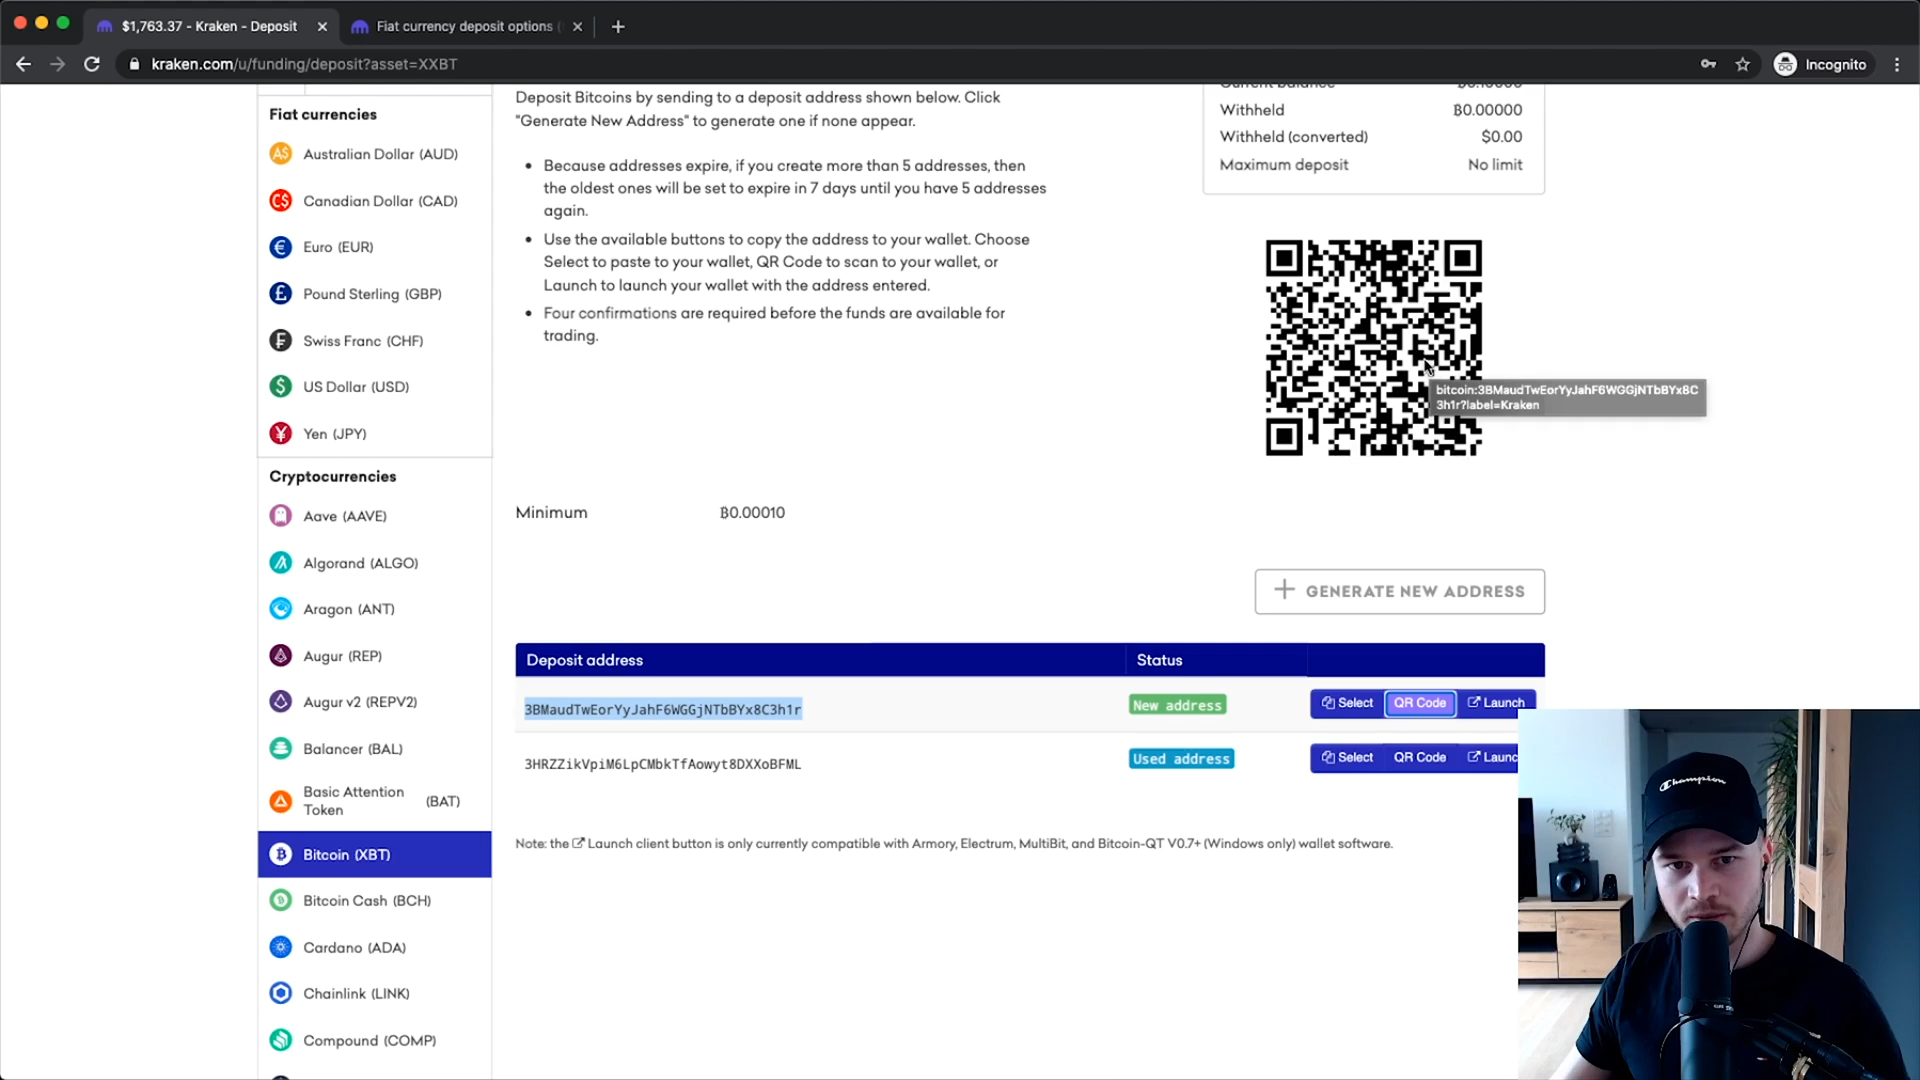 $1,763.37 - Kraken - Deposit
Fiat currency deposit options
kraken.com/u/funding/deposit?asset=XXBT
Incognito
Fiat currencies
Australian Dollar (AUD)
Canadian Dollar (CAD)
Euro (EUR)
Pound Sterling (GBP)
Swiss Franc (CHF)
US Dollar (USD)
Yen (JPY)
Cryptocurrencies
Aave (AAVE)
Algorand (ALGO)
Aragon (ANT)
Augur (REP)
Augur v2 (REPV2)
Balancer (BAL)
Basic Attention
Token (BAT)
Bitcoin (XBT)
Bitcoin Cash (BCH)
Cardano (ADA)
Chainlink (LINK)
Compound (COMP)
Deposit Bitcoins by sending to a deposit address shown below. Click
"Generate New Address" to generate one if none appear.
• Because addresses expire, if you create more than 5 addresses, then
the oldest ones will be set to expire in 7 days until you have 5 addresses
again.
• Use the available buttons to copy the address to your wallet. Choose
Select to paste to your wallet, QR Code to scan to your wallet, or
Launch to launch your wallet with the address entered.
• Four confirmations are required before the funds are available for
trading.
Current balance
Withheld ฿0.00000
Withheld (converted) $0.00
Maximum deposit No limit
bitcoin:3BMaudTwEorYyJahF6WGGjNTbBYx8C
3h1r?label=Kraken
Minimum ฿0.00010
+ GENERATE NEW ADDRESS
Deposit address Status
3BMaudTwEorYyJahF6WGGjNTbBYx8C3h1r New address Select QR Code Launch
3HRZZikVpiM6LpCMbkTfAowyt8DXXoBFML Used address Select QR Code Launc
Note: the Launch client button is only currently compatible with Armory, Electrum, MultiBit, and Bitcoin-QT V0.7+ (Windows only) wallet software.
Champion